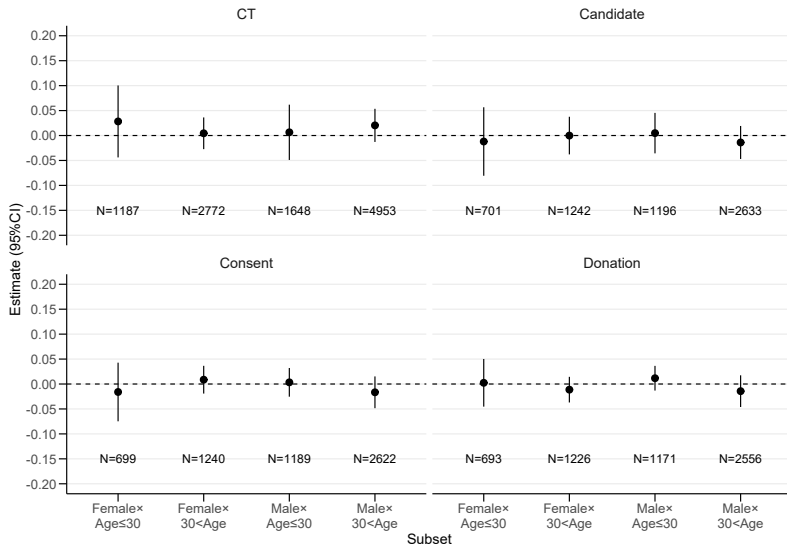 CT
Candidate
0.20
0.15
0.10
0.05
0.00
-0.05
-0.10
-0.15
-0.20
N=1187 N=2772 N=1648 N=4953
N=701 N=1242 N=1196 N=2633
Estimate (95%CI)
Consent
Donation
0.20
0.15
0.10
0.05
0.00
-0.05
-0.10
-0.15
-0.20
N=699 N=1240 N=1189 N=2622
N=693 N=1226 N=1171 N=2556
Female× Female× Male× Male×
Age≤30 30<Age Age≤30 30<Age
Female× Female× Male× Male×
Age≤30 30<Age Age≤30 30<Age
Subset